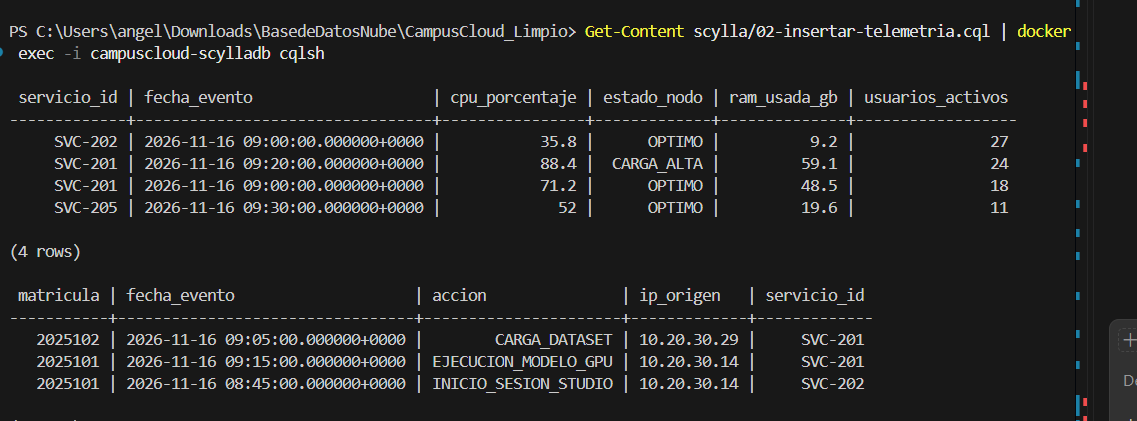 PS C:\Users\angel\Downloads\BasedeDatosNube\CampusCloud_Limpio> Get-Content scylla/02-insertar-telemetria.cql | docker
 exec -i campuscloud-scylladb cqlsh
 servicio_id | fecha_evento                    | cpu_porcentaje | estado_nodo | ram_usada_gb | usuarios_activos
-------------+---------------------------------+----------------+-------------+--------------+------------------
     SVC-202 | 2026-11-16 09:00:00.000000+0000 |           35.8 |      OPTIMO |          9.2 |               27
     SVC-201 | 2026-11-16 09:20:00.000000+0000 |           88.4 |  CARGA_ALTA |         59.1 |               24
     SVC-201 | 2026-11-16 09:00:00.000000+0000 |           71.2 |      OPTIMO |         48.5 |               18
     SVC-205 | 2026-11-16 09:30:00.000000+0000 |             52 |      OPTIMO |         19.6 |               11
(4 rows)
 matricula | fecha_evento                    | accion               | ip_origen   | servicio_id
-----------+---------------------------------+----------------------+-------------+-------------
   2025102 | 2026-11-16 09:05:00.000000+0000 |        CARGA_DATASET | 10.20.30.29 |     SVC-201
   2025101 | 2026-11-16 09:15:00.000000+0000 | EJECUCION_MODELO_GPU | 10.20.30.14 |     SVC-201
   2025101 | 2026-11-16 08:45:00.000000+0000 | INICIO_SESION_STUDIO | 10.20.30.14 |     SVC-202